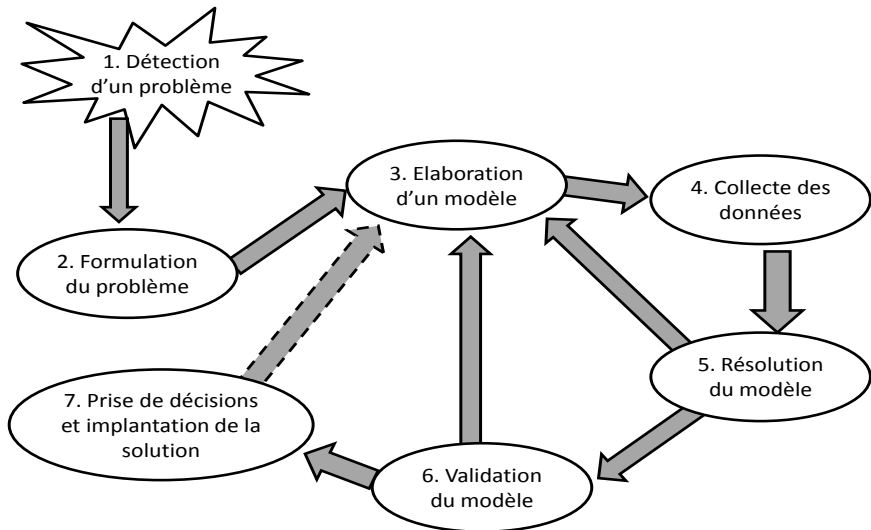 1. Détection
d’un problème
2. Formulation
du problème
3. Elaboration
d’un modèle
4. Collecte des
données
5. Résolution
du modèle
6. Validation
du modèle
7. Prise de décisions
et implantation de la
solution